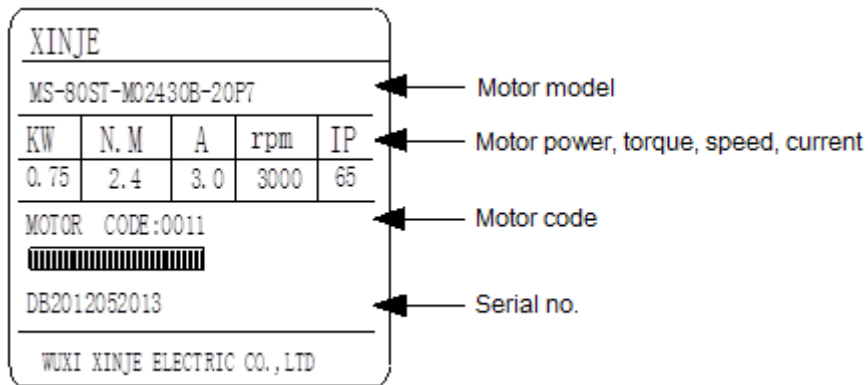 XINJE
MS-80ST-M02430B-20P7
Motor model
KW N.M A rpm IP
Motor power, torque, speed, current
0.75 2.4 3.0 3000 65
MOTOR CODE:0011
Motor code
DB2012052013
Serial no.
WUXI XINJE ELECTRIC CO.,LTD